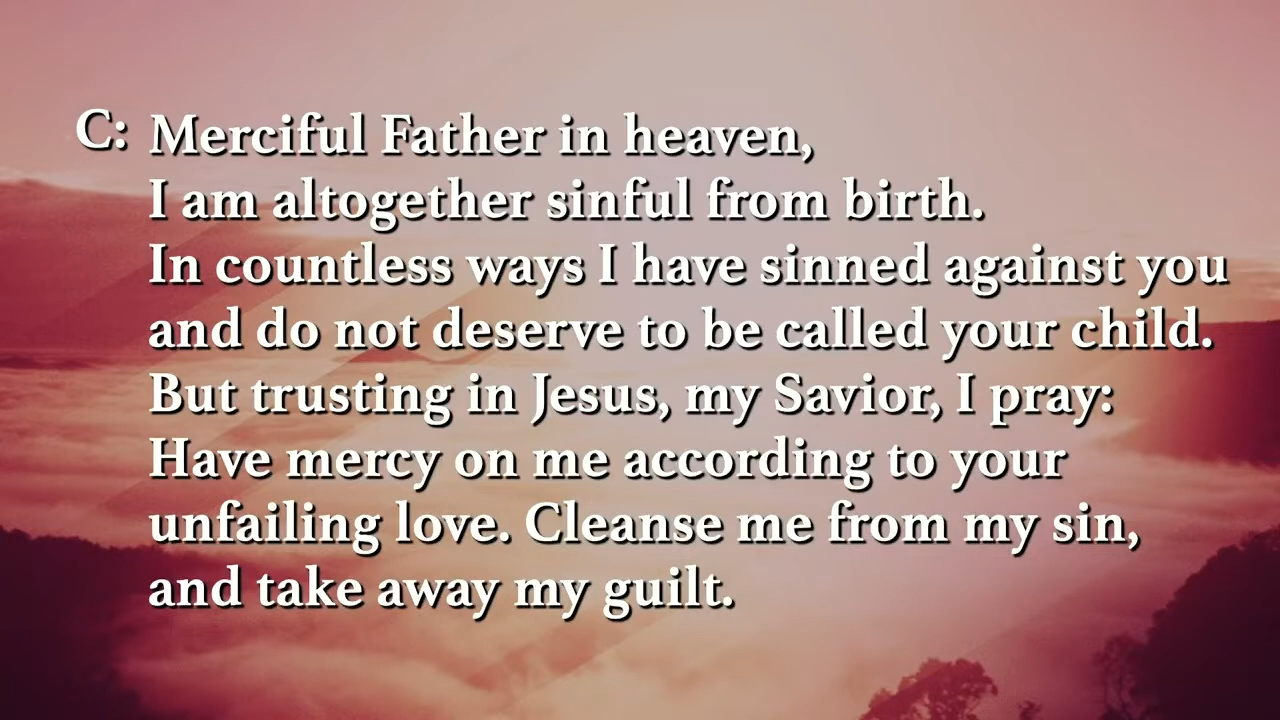 C: Merciful Father in heaven,
I am altogether sinful from birth.
In countless ways I have sinned against you
and do not deserve to be called your child.
But trusting in Jesus, my Savior, I pray:
Have mercy on me according to your
unfailing love. Cleanse me from my sin,
and take away my guilt.